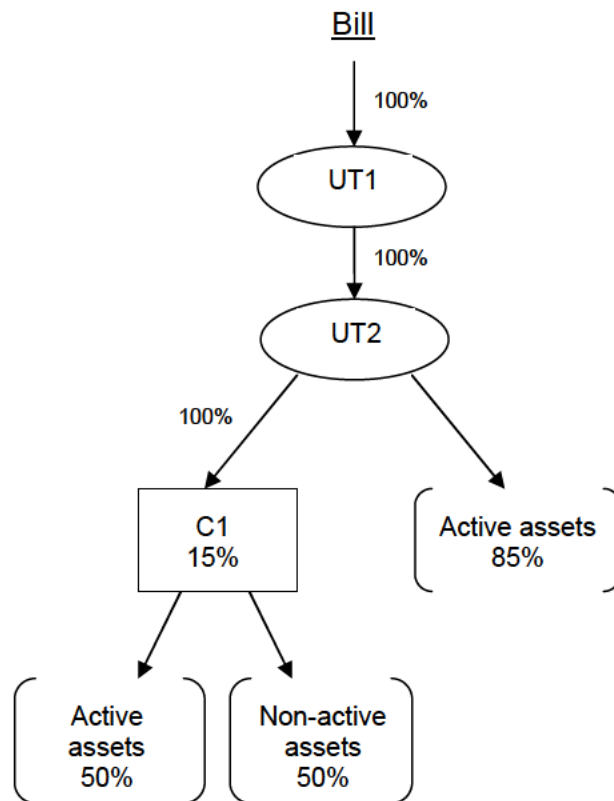 Bill
100%
UT1
100%
UT2
100%
C1
15%
Active assets
85%
Active
assets
50%
Non-active
assets
50%